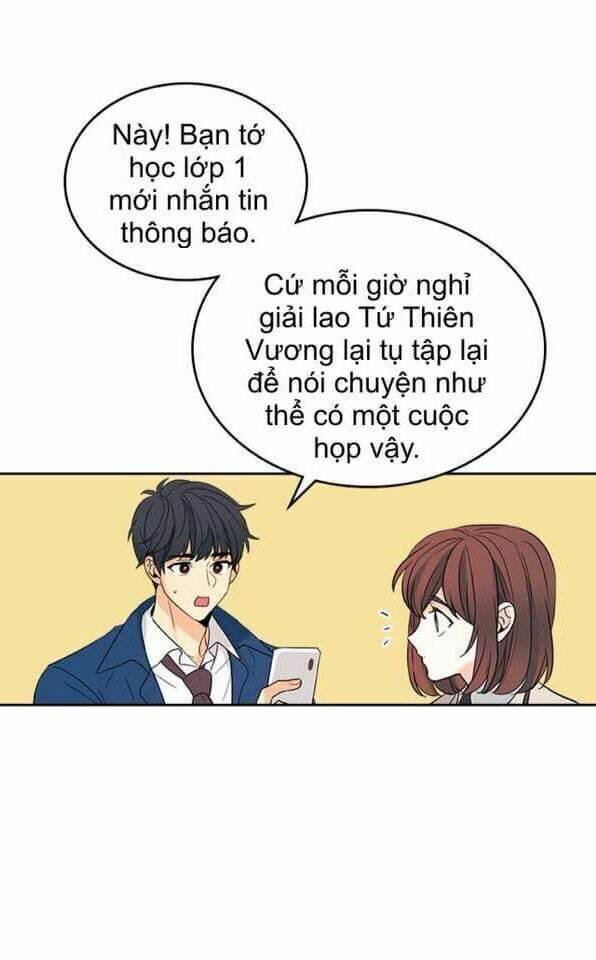 Này! Bạn tớ
học lớp 1
mới nhắn tin
thông báo.
Cứ mỗi giờ nghỉ
giải lao Tứ Thiên
Vương lại tụ tập lại
để nói chuyện như
thể có một cuộc
họp vậy.